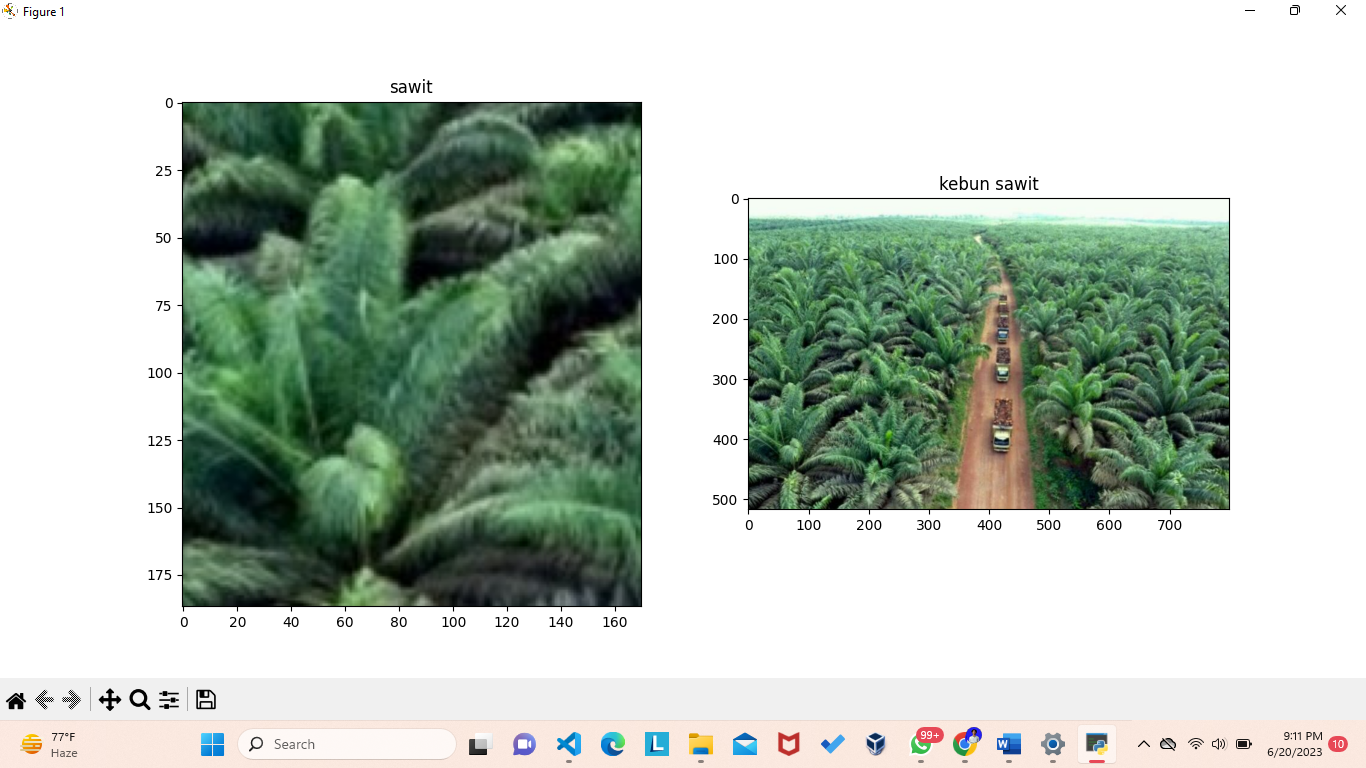 Figure 1
sawit
0
25
50
75
100
125
150
175
0 20 40 60 80 100 120 140 160
kebun sawit
0
100
200
300
400
500
0 100 200 300 400 500 600 700
77°F
Haze
Search
L
99+
W
9:11 PM
6/20/2023
10